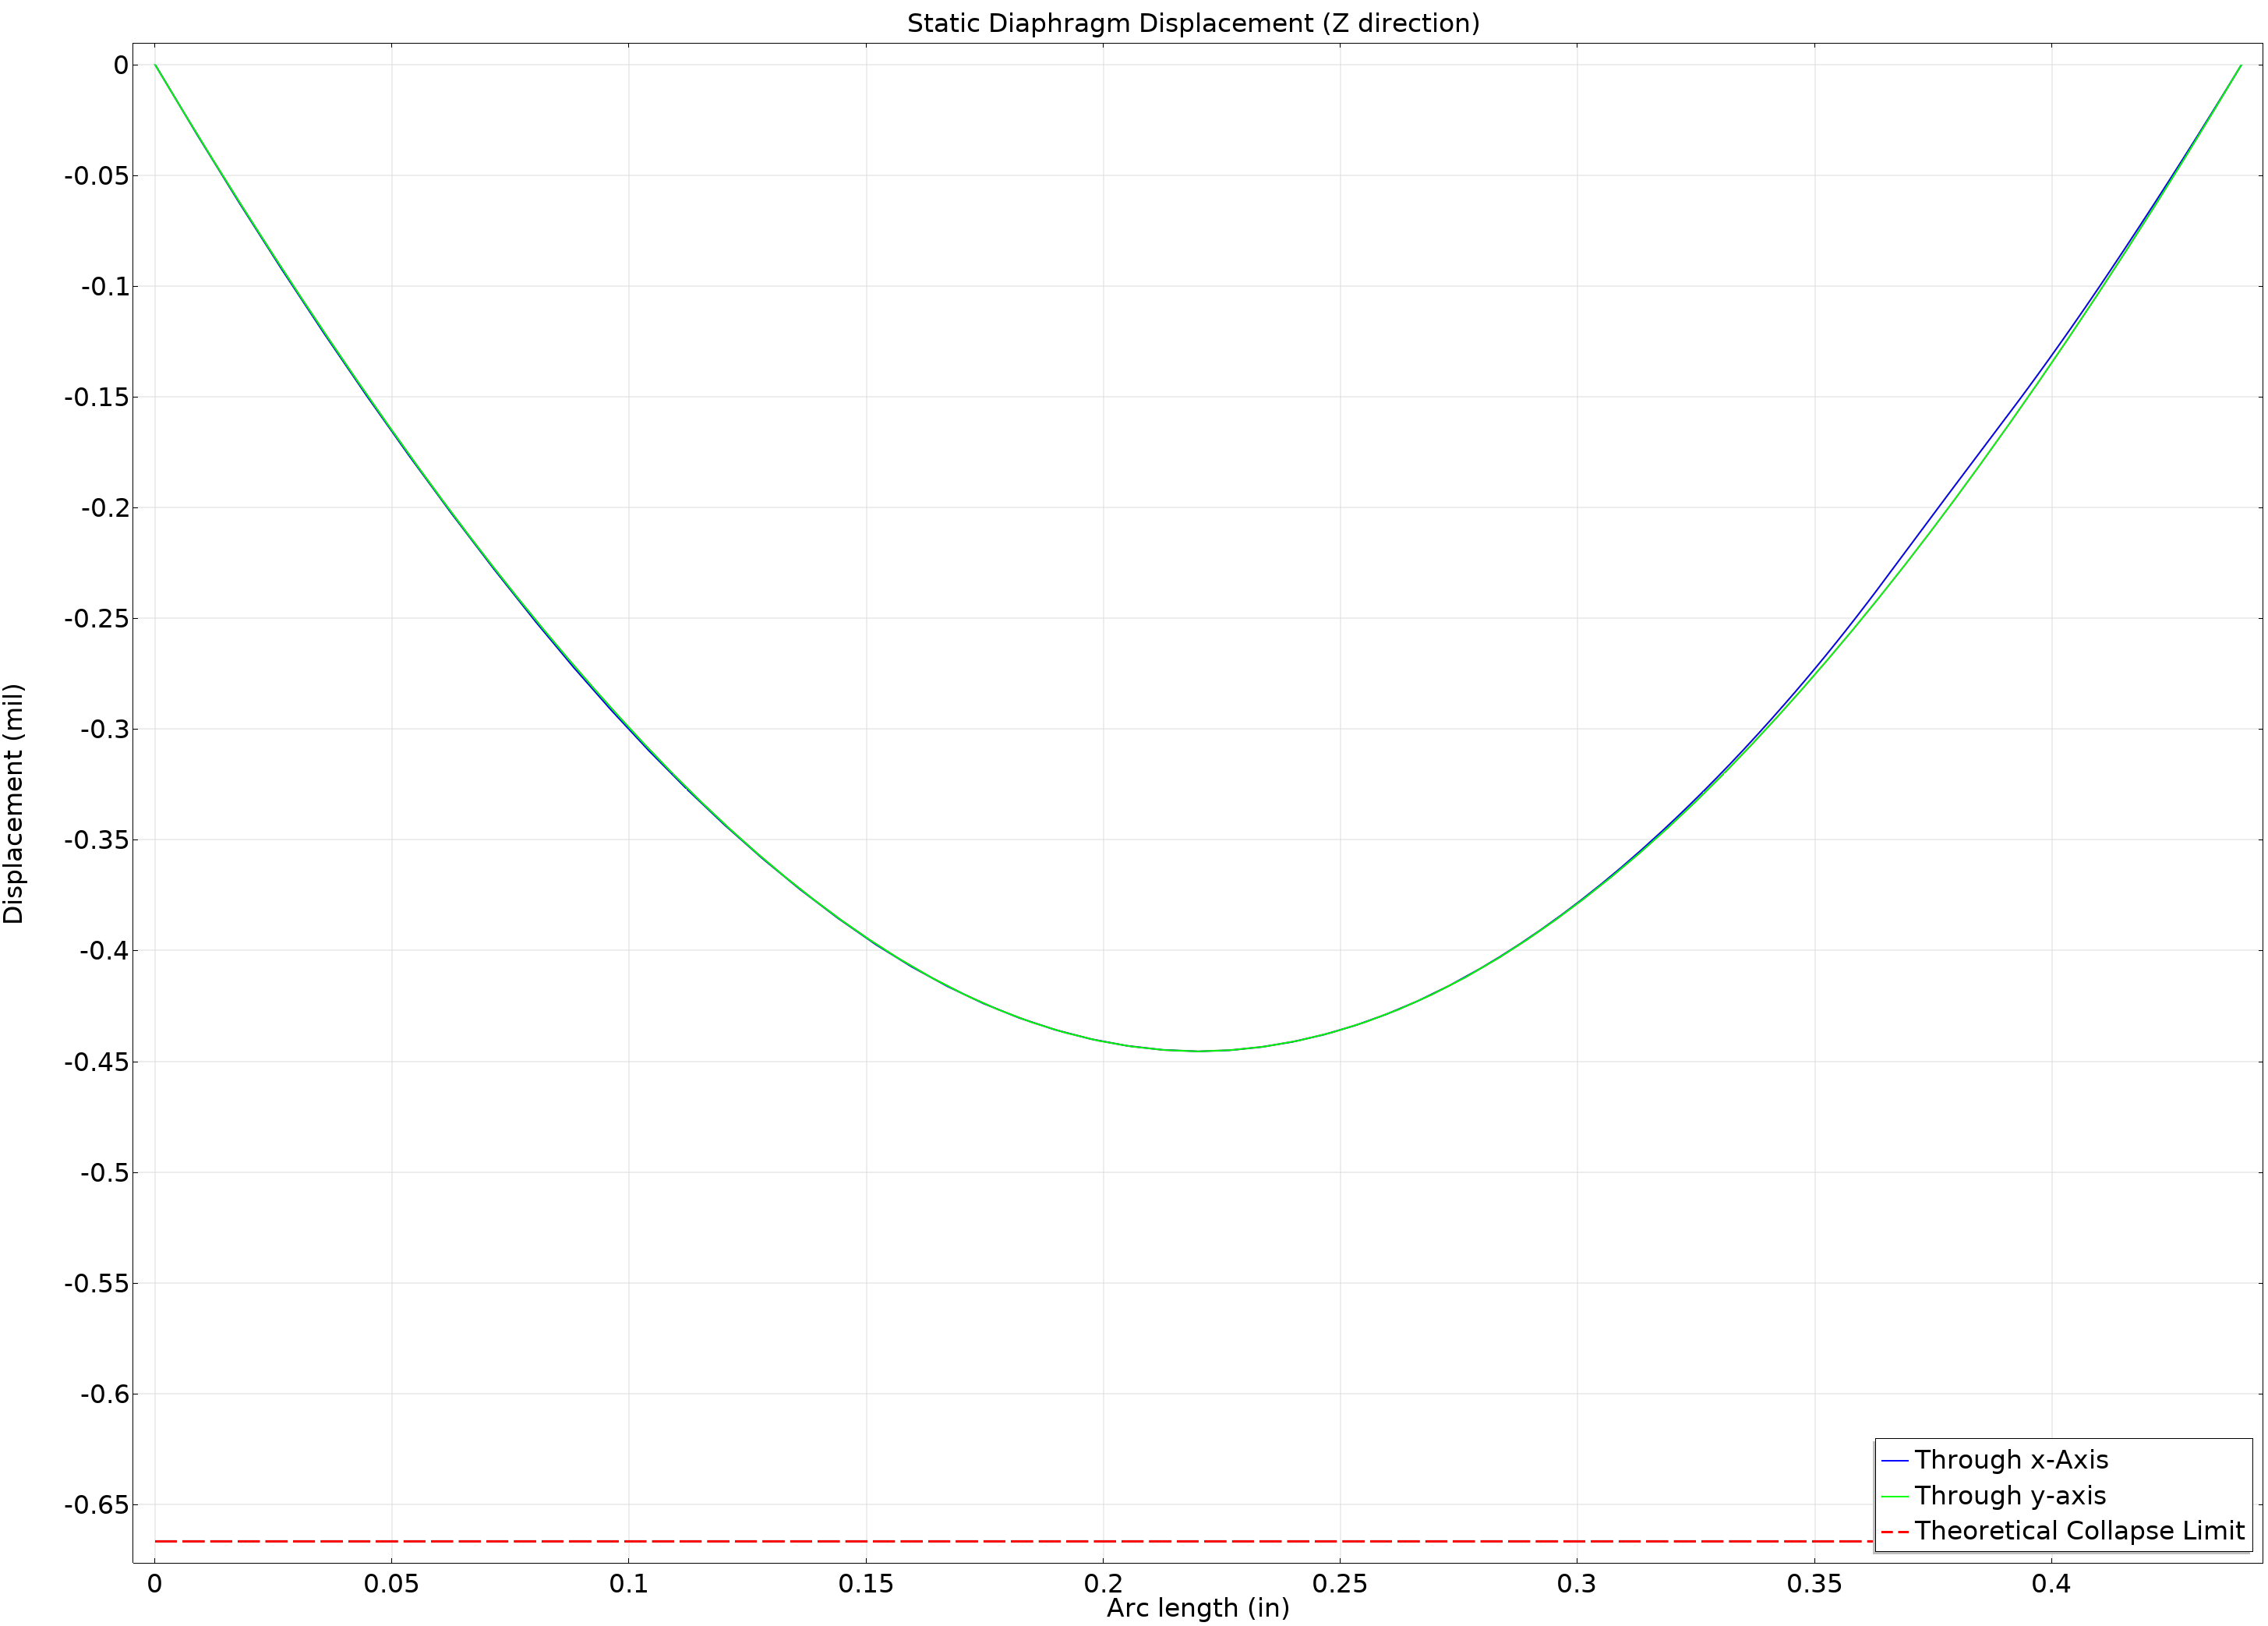 Static Diaphragm Displacement (Z direction)
0
-0.05
-0.1
-0.15
-0.2
-0.25
-0.3
-0.35
-0.4
-0.45
-0.5
-0.55
-0.6
-0.65
Displacement (mil)
Through x-Axis
Through y-axis
Theoretical Collapse Limit
0 0.05 0.1 0.15 0.2 0.25 0.3 0.35 0.4
Arc length (in)